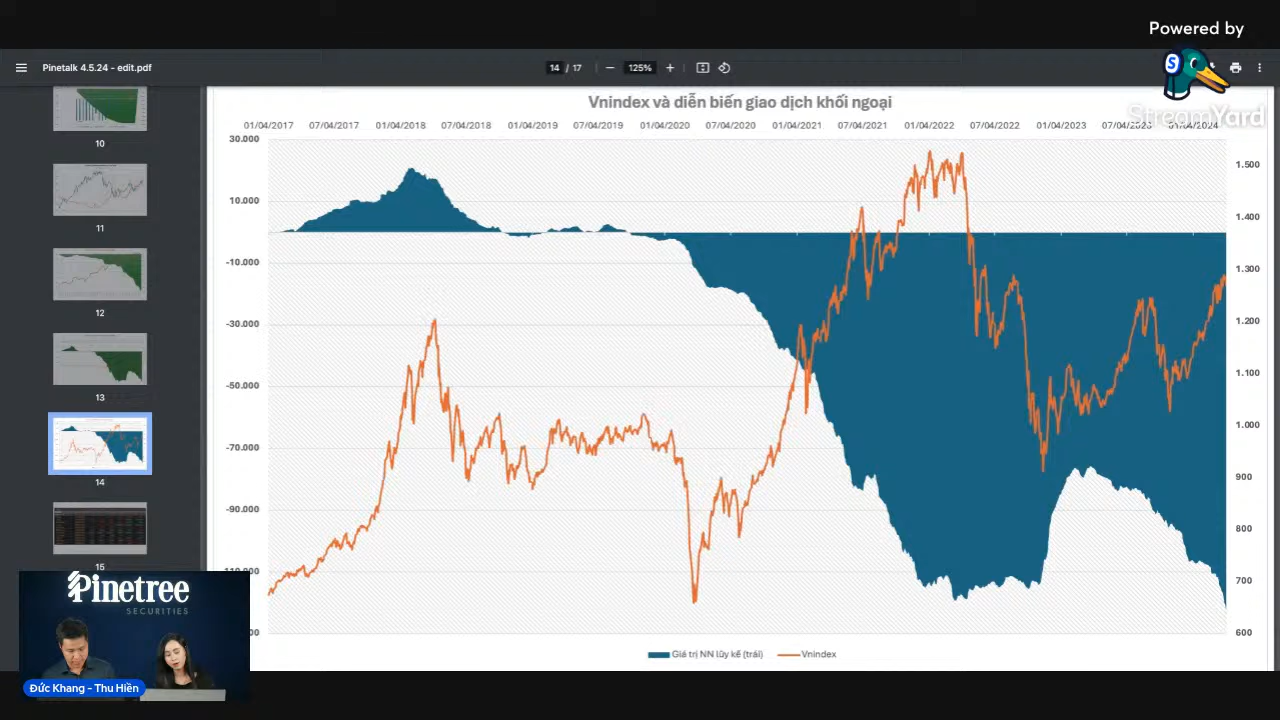 Powered by
StreamYard
Pinetalk 4.5.24 - edit.pdf
14 / 17
125%
Vnindex và diễn biến giao dịch khối ngoại
01/04/2017 07/04/2017 01/04/2018 07/04/2018 01/04/2019 07/04/2019 01/04/2020 07/04/2020 01/04/2021 07/04/2021 01/04/2022 07/04/2022 01/04/2023 07/04/2023 01/04/2024
30.000
10.000
-10.000
-30.000
-50.000
-70.000
-90.000
-110.000
1.500
1.400
1.300
1.200
1.100
1.000
900
800
700
600
Giá trị NN lũy kế (trái)
Vnindex
10
11
12
13
14
15
Pinetree
SECURITIES
Đức Khang - Thu Hiền